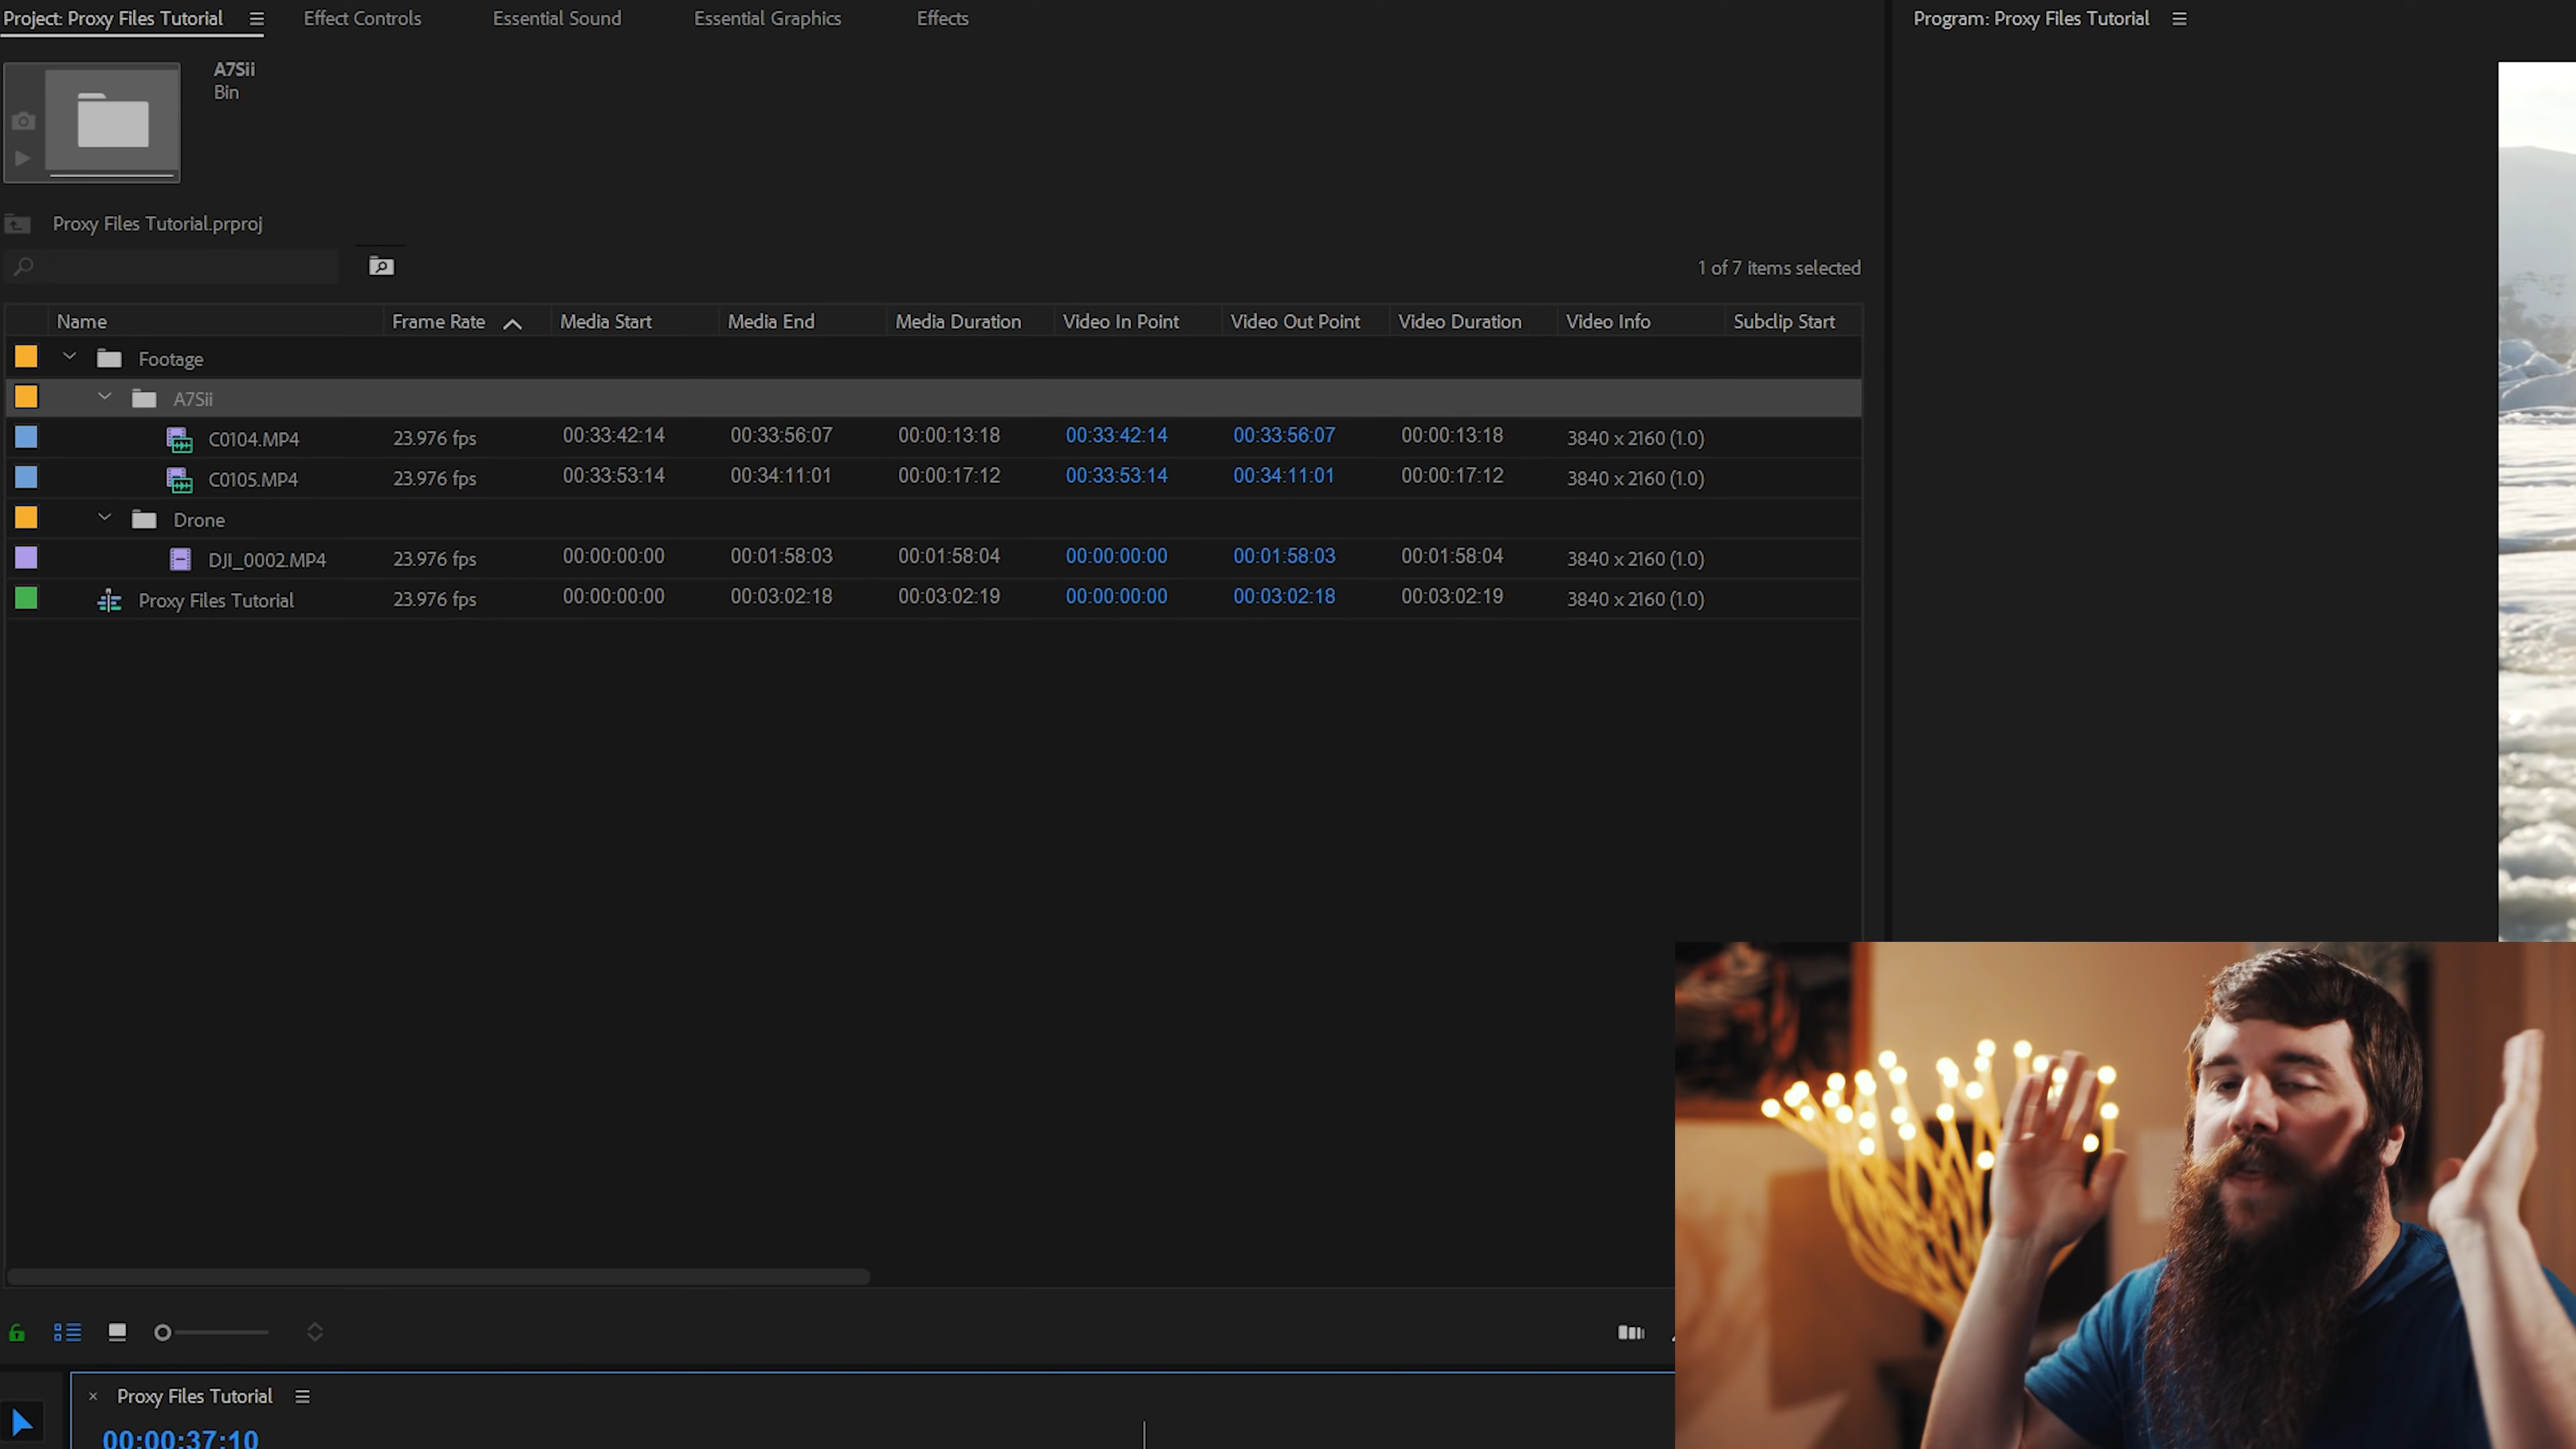 Project: Proxy Files Tutorial Effect Controls Essential Sound Essential Graphics Effects Program: Proxy Files Tutorial
A7Sii
Bin
Proxy Files Tutorial.prproj
1 of 7 items selected
Name Frame Rate Media Start Media End Media Duration Video In Point Video Out Point Video Duration Video Info Subclip Start
Footage
A7Sii
C0104.MP4 23.976 fps 00:33:42:14 00:33:56:07 00:00:13:18 00:33:42:14 00:33:56:07 00:00:13:18 3840 x 2160 (1.0)
C0105.MP4 23.976 fps 00:33:53:14 00:34:11:01 00:00:17:12 00:33:53:14 00:34:11:01 00:00:17:12 3840 x 2160 (1.0)
Drone
DJI_0002.MP4 23.976 fps 00:00:00:00 00:01:58:03 00:01:58:04 00:00:00:00 00:01:58:03 00:01:58:04 3840 x 2160 (1.0)
Proxy Files Tutorial 23.976 fps 00:00:00:00 00:03:02:18 00:03:02:19 00:00:00:00 00:03:02:18 00:03:02:19 3840 x 2160 (1.0)
Proxy Files Tutorial
00:00:37:10